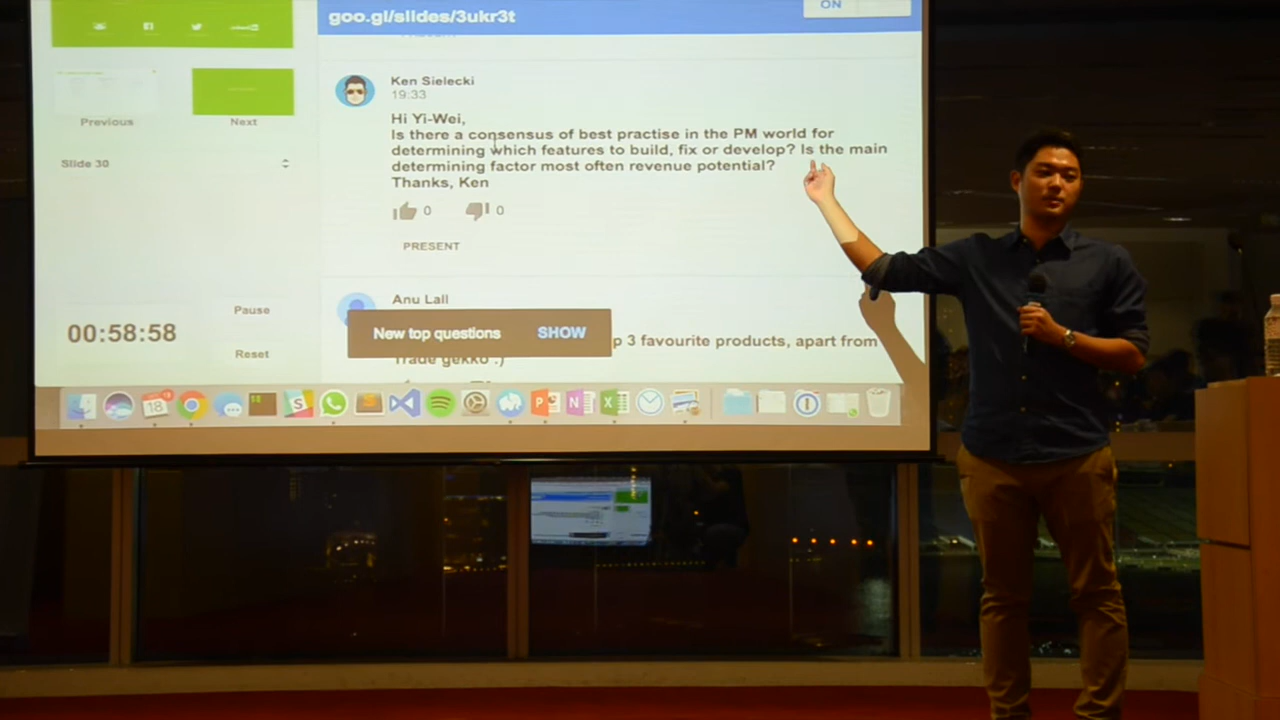 goo.gl/slides/3ukr3t
ON
Previous
Next
Slide 30
00:58:58
Pause
Reset
Ken Sielecki
19:33
Hi Yi-Wei,
Is there a consensus of best practise in the PM world for
determining which features to build, fix or develop? Is the main
determining factor most often revenue potential?
Thanks, Ken
0
0
PRESENT
Anu Lall
New top questions SHOW
p 3 favourite products, apart from
Trade gekko :)
18